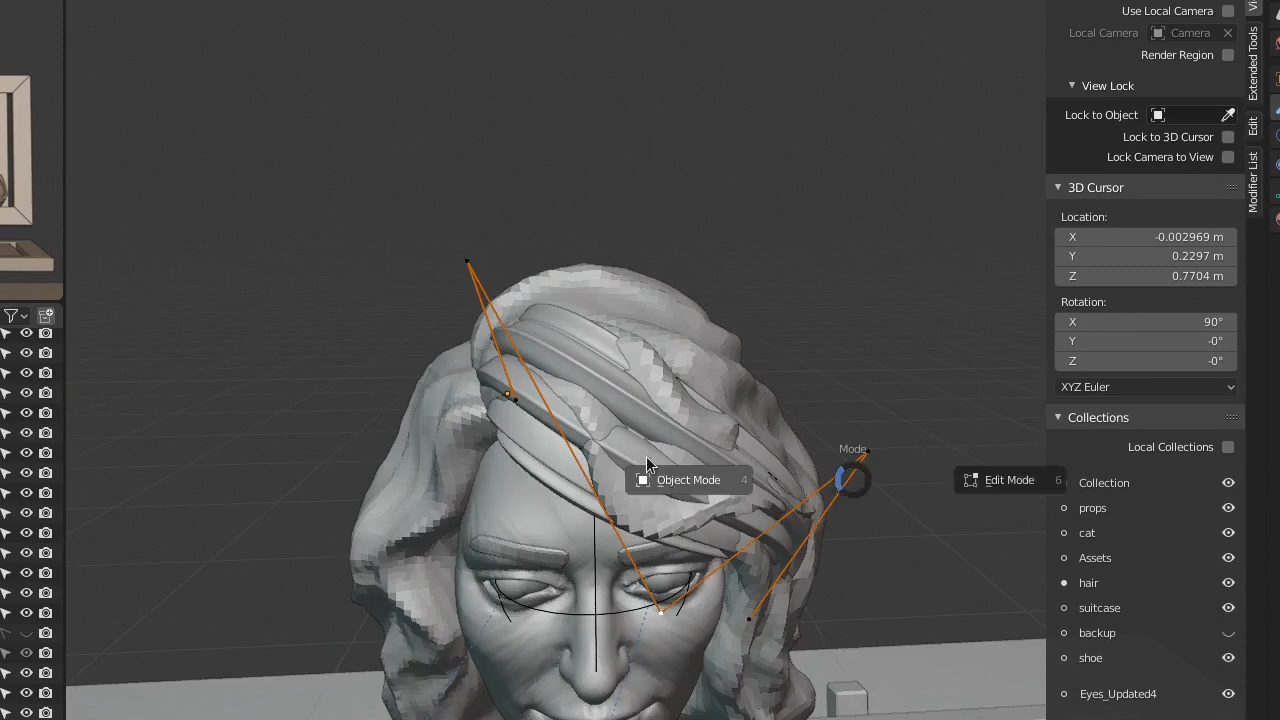 Vi
Use Local Camera
Local Camera Camera
Render Region
Extended Tools
View Lock
Lock to Object
Edit
Lock to 3D Cursor
Lock Camera to View
Modifier List
3D Cursor
Location:
X -0.002969 m
Y 0.2297 m
Z 0.7704 m
Rotation:
X 90°
Y -0°
Z -0°
XYZ Euler
Collections
Local Collections
Mode
Object Mode 4
Edit Mode 6
Collection
props
cat
Assets
hair
suitcase
backup
shoe
Eyes_Updated4